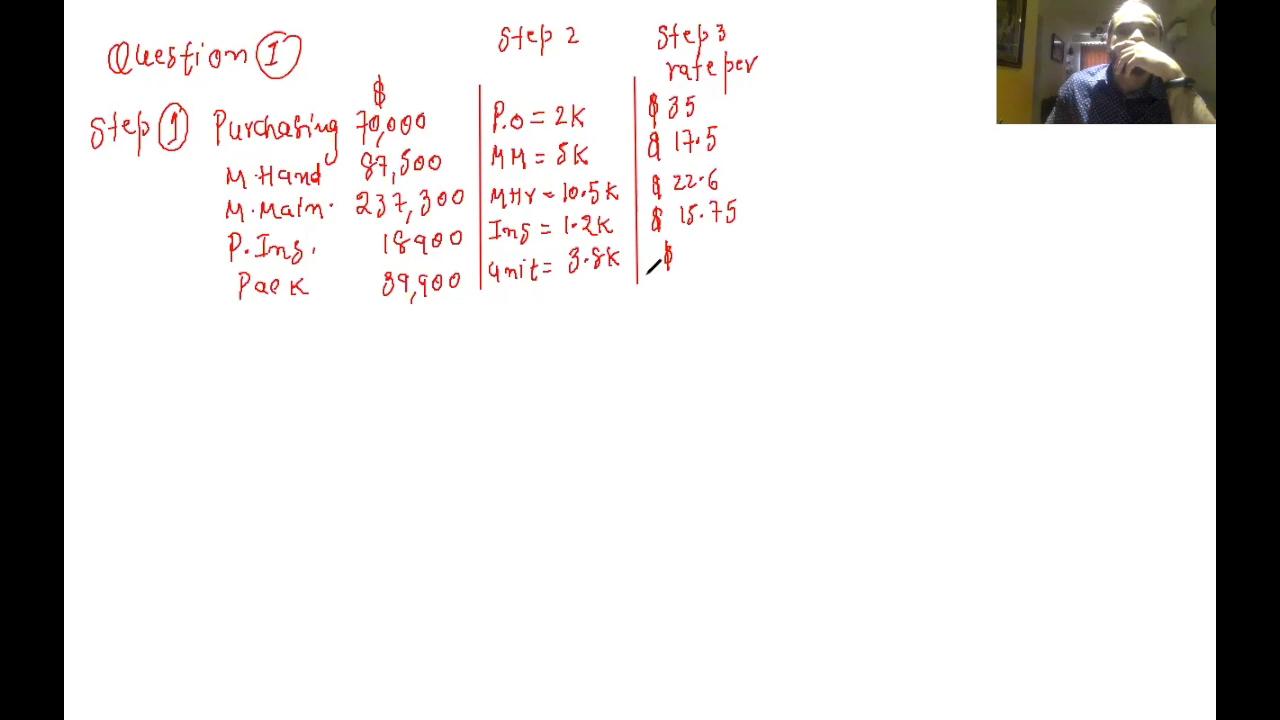 Question 1 Step 2 Step 3
rate per
$
Step 1 Purchasing 70,000 P.O = 2K $ 35
M.Hand 87,500 MM = 5K $ 17.5
M.Main. 237,300 MHr = 10.5K $ 22.6
P.Ins. 18900 Ins = 1.2K $ 15.75
Pack 39,900 Unit = 3.8K $